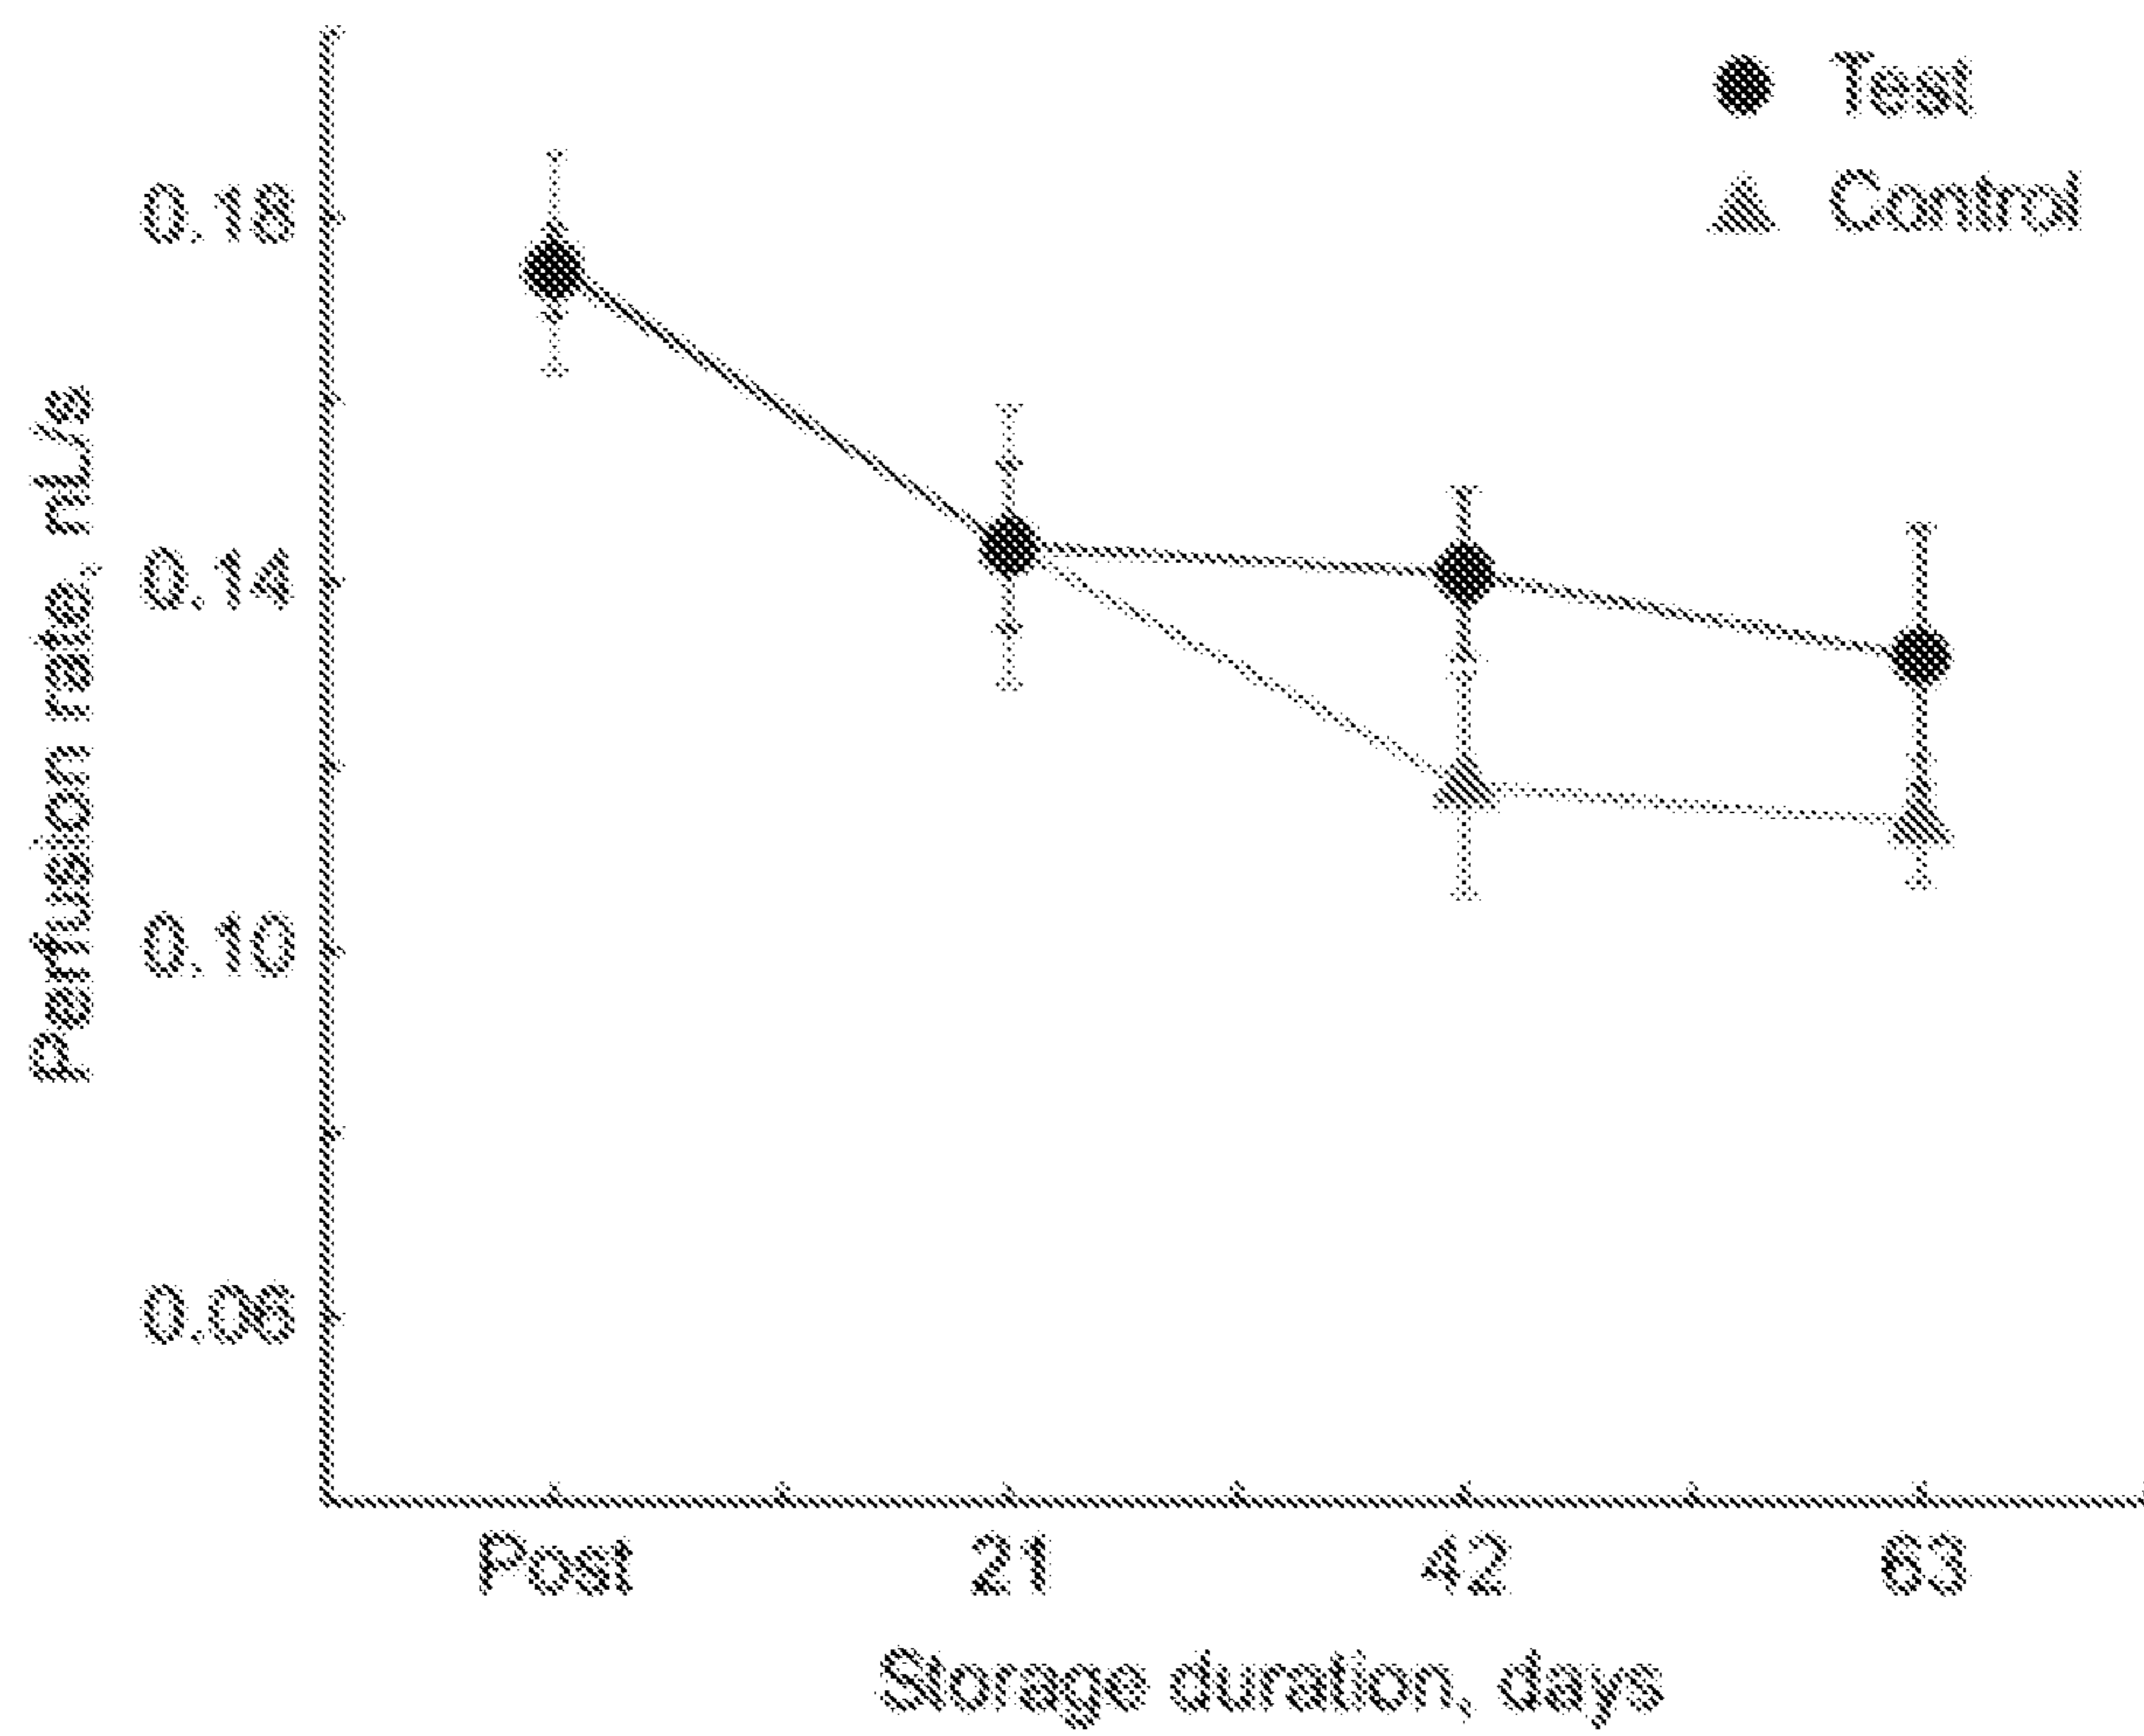 Test
Control
Perfusion rate, nL/s
0.18
0.14
0.10
0.06
Post
21
42
63
Storage duration, days